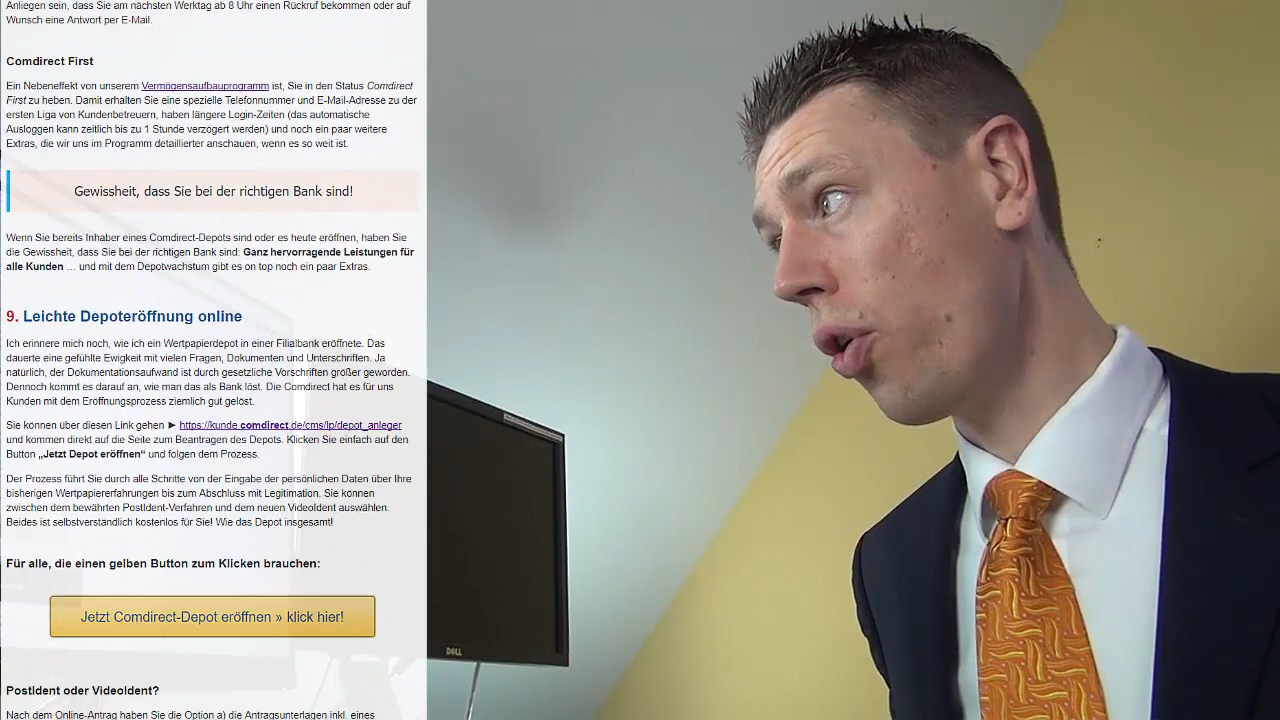 Anliegen sein, dass Sie am nächsten Werktag ab 8 Uhr einen Rückruf bekommen oder auf
Wunsch eine Antwort per E-Mail.
Comdirect First
Ein Nebeneffekt von unserem Vermögensaufbauprogramm ist, Sie in den Status Comdirect
First zu heben. Damit erhalten Sie eine spezielle Telefonnummer und E-Mail-Adresse zu der
ersten Liga von Kundenbetreuern, haben längere Login-Zeiten (das automatische
Ausloggen kann zeitlich bis zu 1 Stunde verzögert werden) und noch ein paar weitere
Extras, die wir uns im Programm detaillierter anschauen, wenn es so weit ist.
Gewissheit, dass Sie bei der richtigen Bank sind!
Wenn Sie bereits Inhaber eines Comdirect-Depots sind oder es heute eröffnen, haben Sie
die Gewissheit, dass Sie bei der richtigen Bank sind: Ganz hervorragende Leistungen für
alle Kunden … und mit dem Depotwachstum gibt es on top noch ein paar Extras.
9. Leichte Depoteröffnung online
Ich erinnere mich noch, wie ich ein Wertpapierdepot in einer Filialbank eröffnete. Das
dauerte eine gefühlte Ewigkeit mit vielen Fragen, Dokumenten und Unterschriften. Ja
natürlich, der Dokumentationsaufwand ist durch gesetzliche Vorschriften größer geworden.
Dennoch kommt es darauf an, wie man das als Bank löst. Die Comdirect hat es für uns
Kunden mit dem Eröffnungsprozess ziemlich gut gelöst.
Sie können über diesen Link gehen ► https://kunde.comdirect.de/cms/lp/depot_anleger
und kommen direkt auf die Seite zum Beantragen des Depots. Klicken Sie einfach auf den
Button „Jetzt Depot eröffnen“ und folgen dem Prozess.
Der Prozess führt Sie durch alle Schritte von der Eingabe der persönlichen Daten über Ihre
bisherigen Wertpapiererfahrungen bis zum Abschluss mit Legitimation. Sie können
zwischen dem bewährten PostIdent-Verfahren und dem neuen VideoIdent auswählen.
Beides ist selbstverständlich kostenlos für Sie! Wie das Depot insgesamt!
Für alle, die einen gelben Button zum Klicken brauchen:
Jetzt Comdirect-Depot eröffnen » klick hier!
PostIdent oder VideoIdent?
Nach dem Online-Antrag haben Sie die Option a) die Antragsunterlagen inkl. eines
DELL